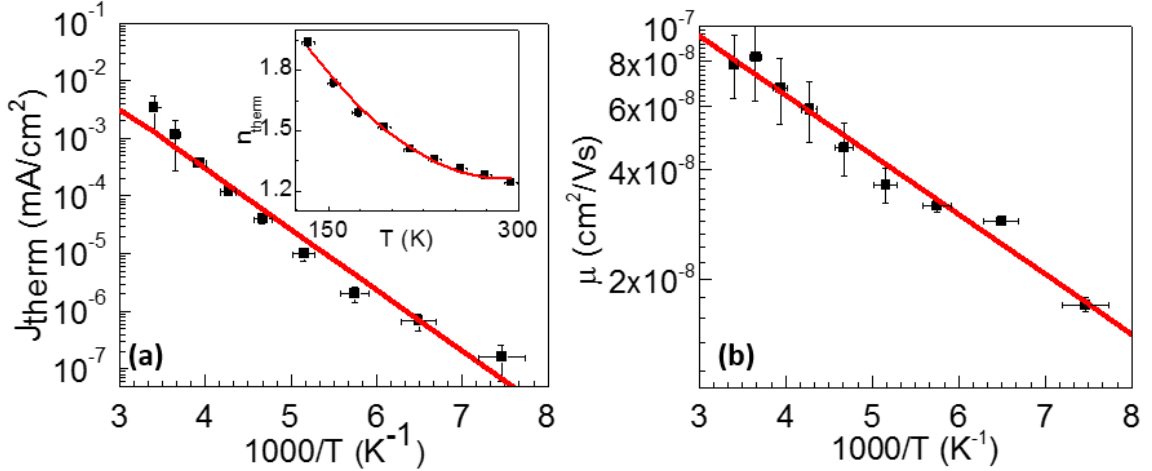 10⁻¹
10⁻²
10⁻³
10⁻⁴
10⁻⁵
10⁻⁶
10⁻⁷
J_therm (mA/cm²)
3 4 5 6 7 8
1000/T (K⁻¹)
(a)
1.8
1.5
1.2
n_therm
150 300
T (K)
10⁻⁷
8x10⁻⁸
6x10⁻⁸
4x10⁻⁸
2x10⁻⁸
μ (cm²/Vs)
(b)
3 4 5 6 7 8
1000/T (K⁻¹)